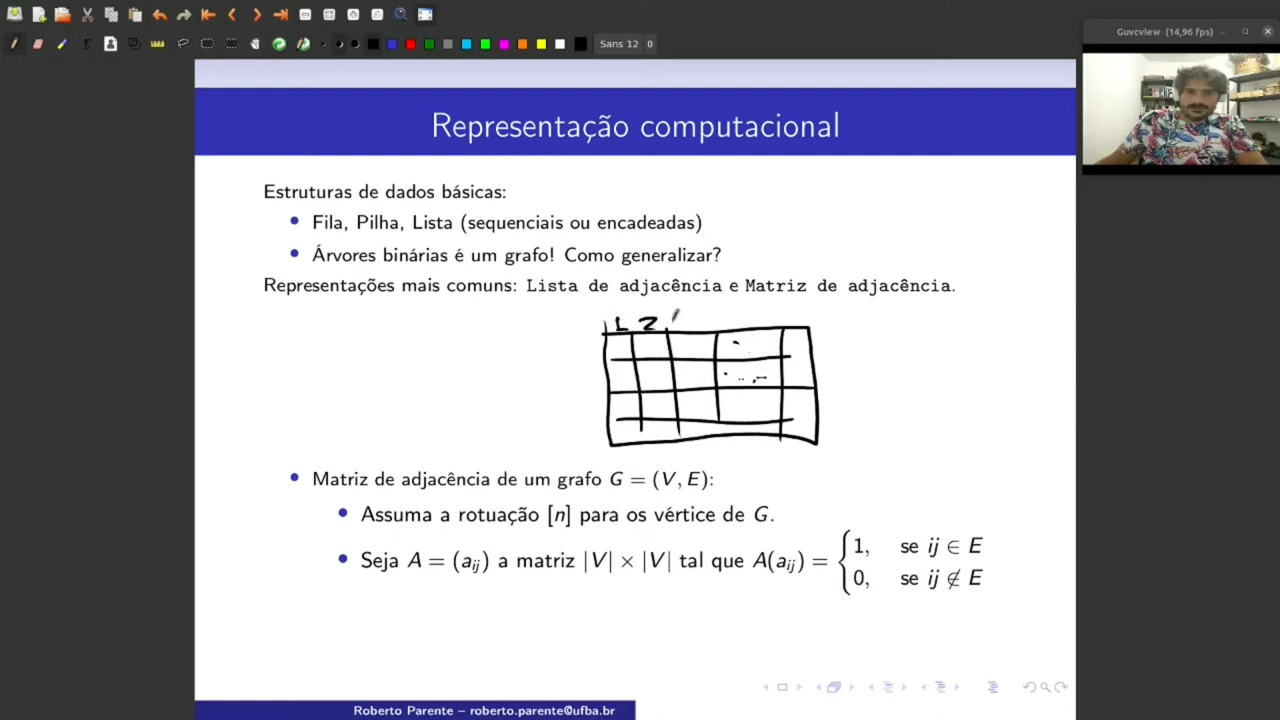 Sans 12 0
Guvcview (14,96 fps)
Representação computacional
Estruturas de dados básicas:
• Fila, Pilha, Lista (sequenciais ou encadeadas)
• Árvores binárias é um grafo! Como generalizar?
Representações mais comuns: Lista de adjacência e Matriz de adjacência.
1 2
• Matriz de adjacência de um grafo G = (V, E):
• Assuma a rotuação [n] para os vértice de G.
• Seja A = (aᵢⱼ) a matriz |V| × |V| tal que A(aᵢⱼ) = { 1, se ij ∈ E
0, se ij ∉ E
Roberto Parente – roberto.parente@ufba.br